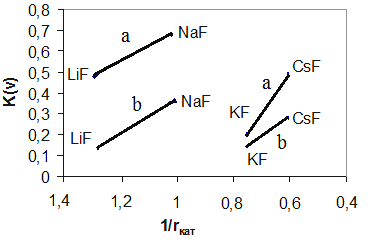 0,8
0,7
0,6
0,5
0,4
0,3
0,2
0,1
0
K(v)
a
NaF
LiF
b
NaF
LiF
CsF
a
KF
CsF
b
KF
1,4
1,2
1
0,8
0,6
0,4
1/rкат